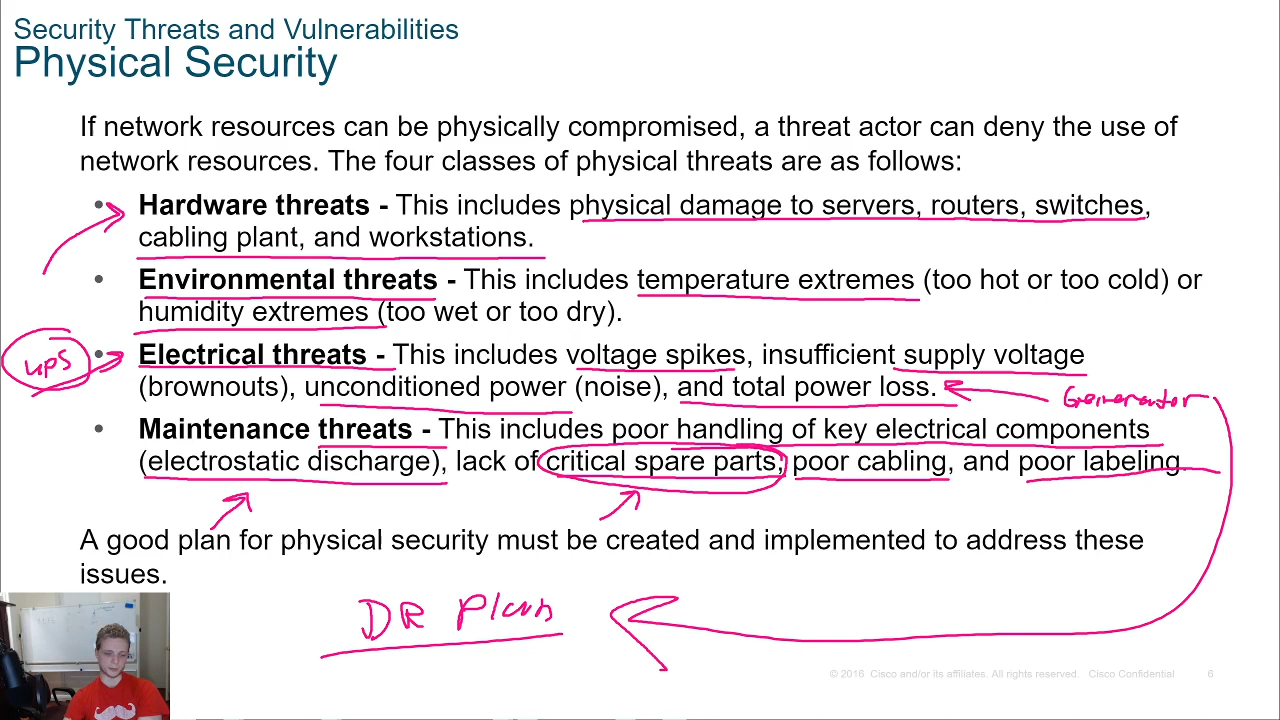 Security Threats and Vulnerabilities
Physical Security
If network resources can be physically compromised, a threat actor can deny the use of
network resources. The four classes of physical threats are as follows:
• Hardware threats - This includes physical damage to servers, routers, switches,
cabling plant, and workstations.
• Environmental threats - This includes temperature extremes (too hot or too cold) or
humidity extremes (too wet or too dry).
ups
• Electrical threats - This includes voltage spikes, insufficient supply voltage
(brownouts), unconditioned power (noise), and total power loss.
Generator
• Maintenance threats - This includes poor handling of key electrical components
(electrostatic discharge), lack of critical spare parts, poor cabling, and poor labeling.
A good plan for physical security must be created and implemented to address these
issues.
DR Plan
© 2016 Cisco and/or its affiliates. All rights reserved. Cisco Confidential 6